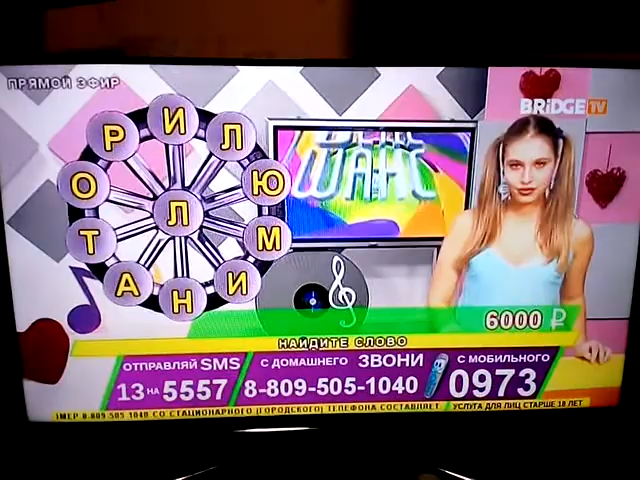 ПРЯМОЙ ЭФИР
BRiDGE TV
И
Л
Ю
М
И
Н
А
Т
О
Р
Л
ШАНС
6000 ₽
НАЙДИТЕ СЛОВО
ОТПРАВЛЯЙ SMS
13 НА 5557
С ДОМАШНЕГО ЗВОНИ
8-809-505-1040
С МОБИЛЬНОГО
0973
8-809-505-1040 СО СТАЦИОНАРНОГО (ГОРОДСКОГО) ТЕЛЕФОНА СОСТАВЛЯЕТ
УСЛУГА ДЛЯ ЛИЦ СТАРШЕ 18 ЛЕТ